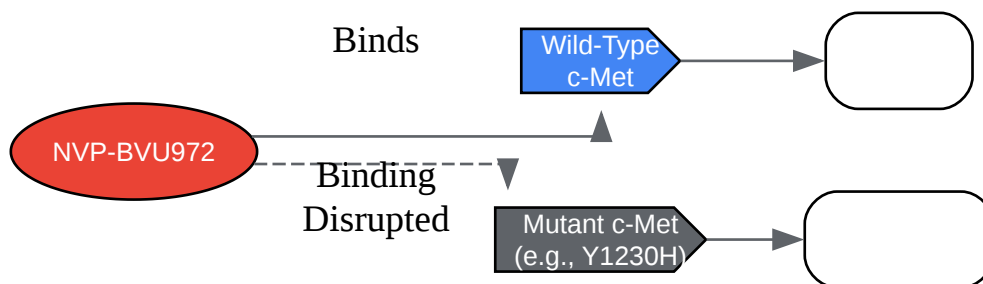 Binds
Wild-Type
c-Met
NVP-BVU972
Binding
Disrupted
Mutant c-Met
(e.g., Y1230H)